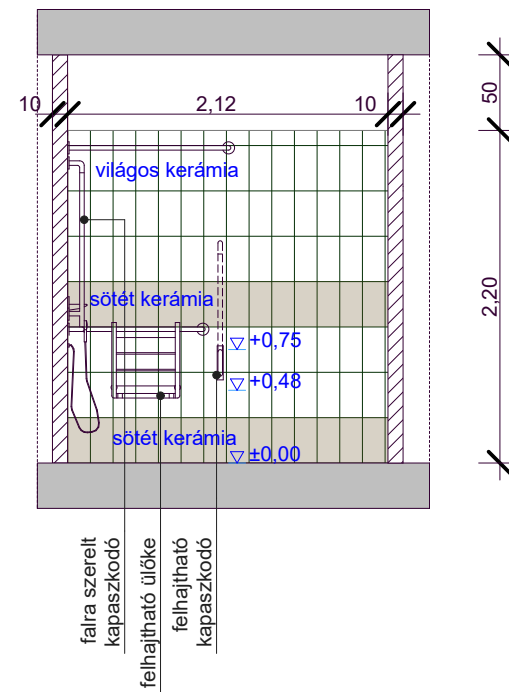 10
2,12
10
50
világos kerámia
sötét kerámia
2,20
+0,75
+0,48
sötét kerámia
±0,00
falra szerelt
kapaszkodó
felhajtható ülőke
felhajtható
kapaszkodó